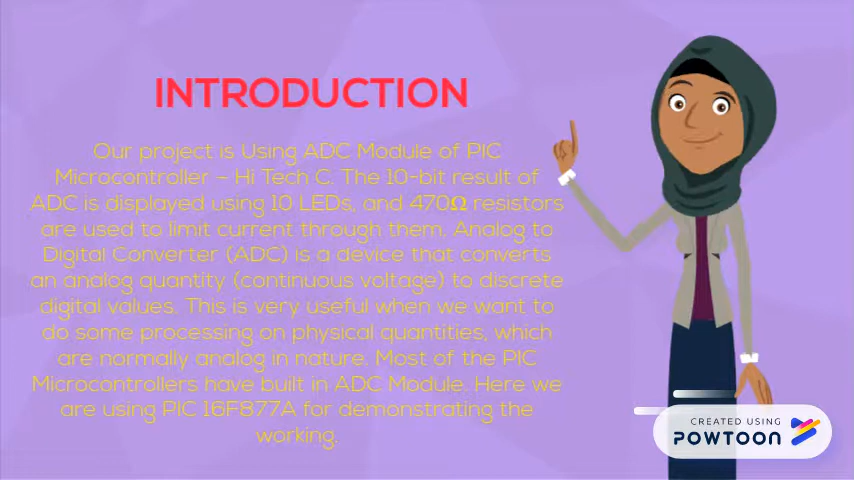 INTRODUCTION
Our project is Using ADC Module of PIC
Microcontroller – Hi Tech C. The 10-bit result of
ADC is displayed using 10 LEDs, and 470Ω resistors
are used to limit current through them. Analog to
Digital Converter (ADC) is a device that converts
an analog quantity (continuous voltage) to discrete
digital values. This is very useful when we want to
do some processing on physical quantities, which
are normally analog in nature. Most of the PIC
Microcontrollers have built in ADC Module. Here we
are using PIC 16F877A for demonstrating the
working.
CREATED USING
POWTOON